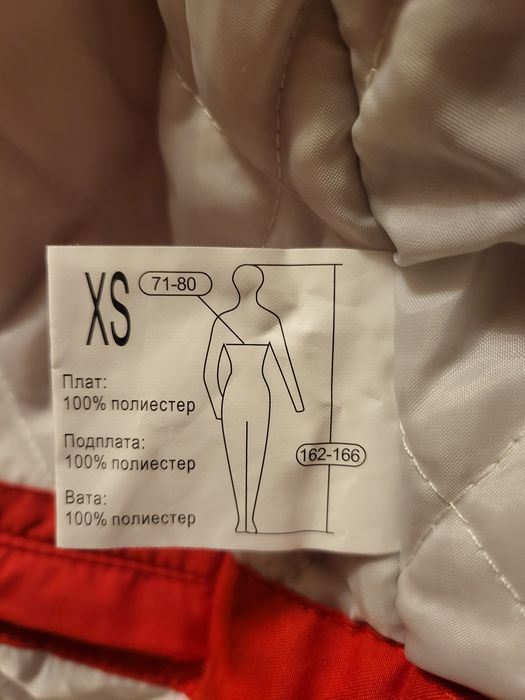 XS
71-80
Плат:
100% полиестер
Подплата:
100% полиестер
162-166
Вата:
100% полиестер